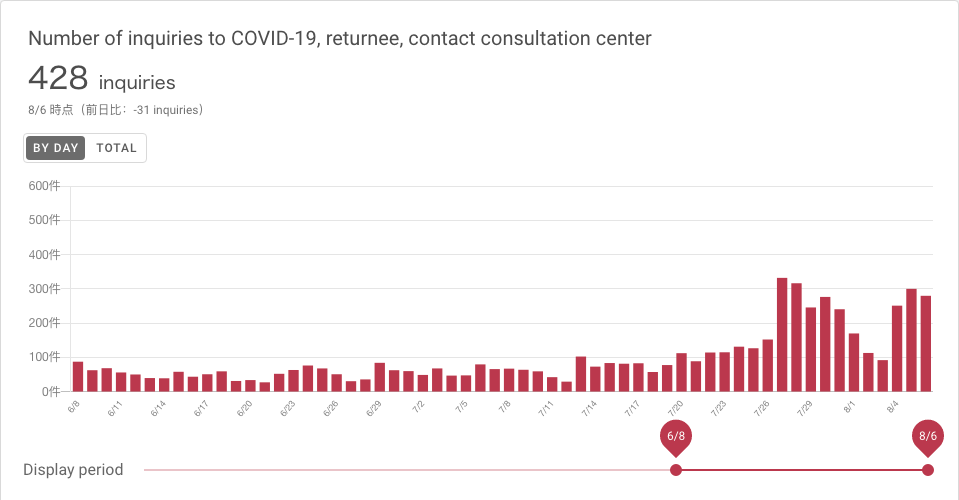 Number of inquiries to COVID-19, returnee, contact consultation center
428 inquiries
8/6 時点（前日比：-31 inquiries）
BY DAY TOTAL
600件
500件
400件
300件
200件
100件
0件
6/8 6/11 6/14 6/17 6/20 6/23 6/26 6/29 7/2 7/5 7/8 7/11 7/14 7/17 7/20 7/23 7/26 7/29 8/1 8/4
6/8 8/6
Display period